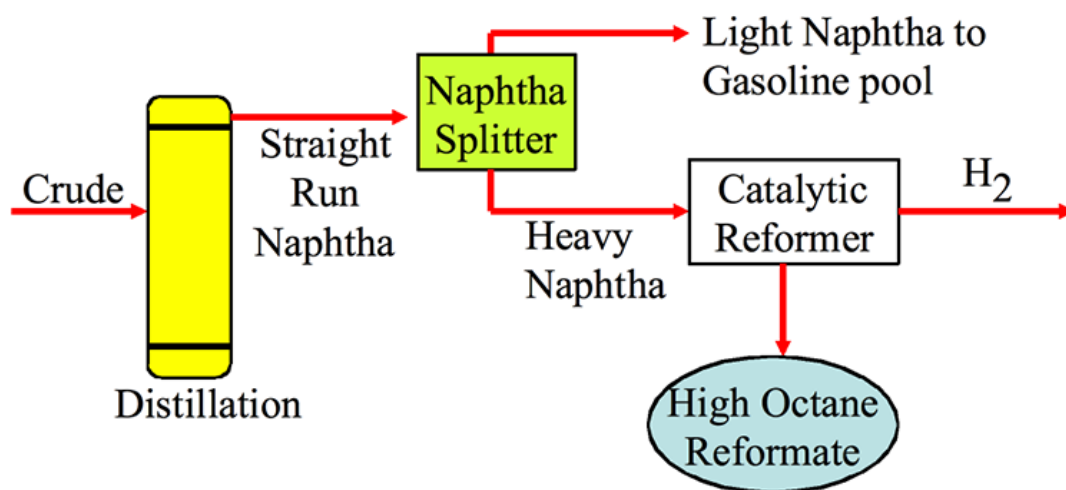 Crude
Distillation
Straight
Run
Naphtha
Naphtha
Splitter
Light Naphtha to
Gasoline pool
Heavy
Naphtha
Catalytic
Reformer
H2
High Octane
Reformate